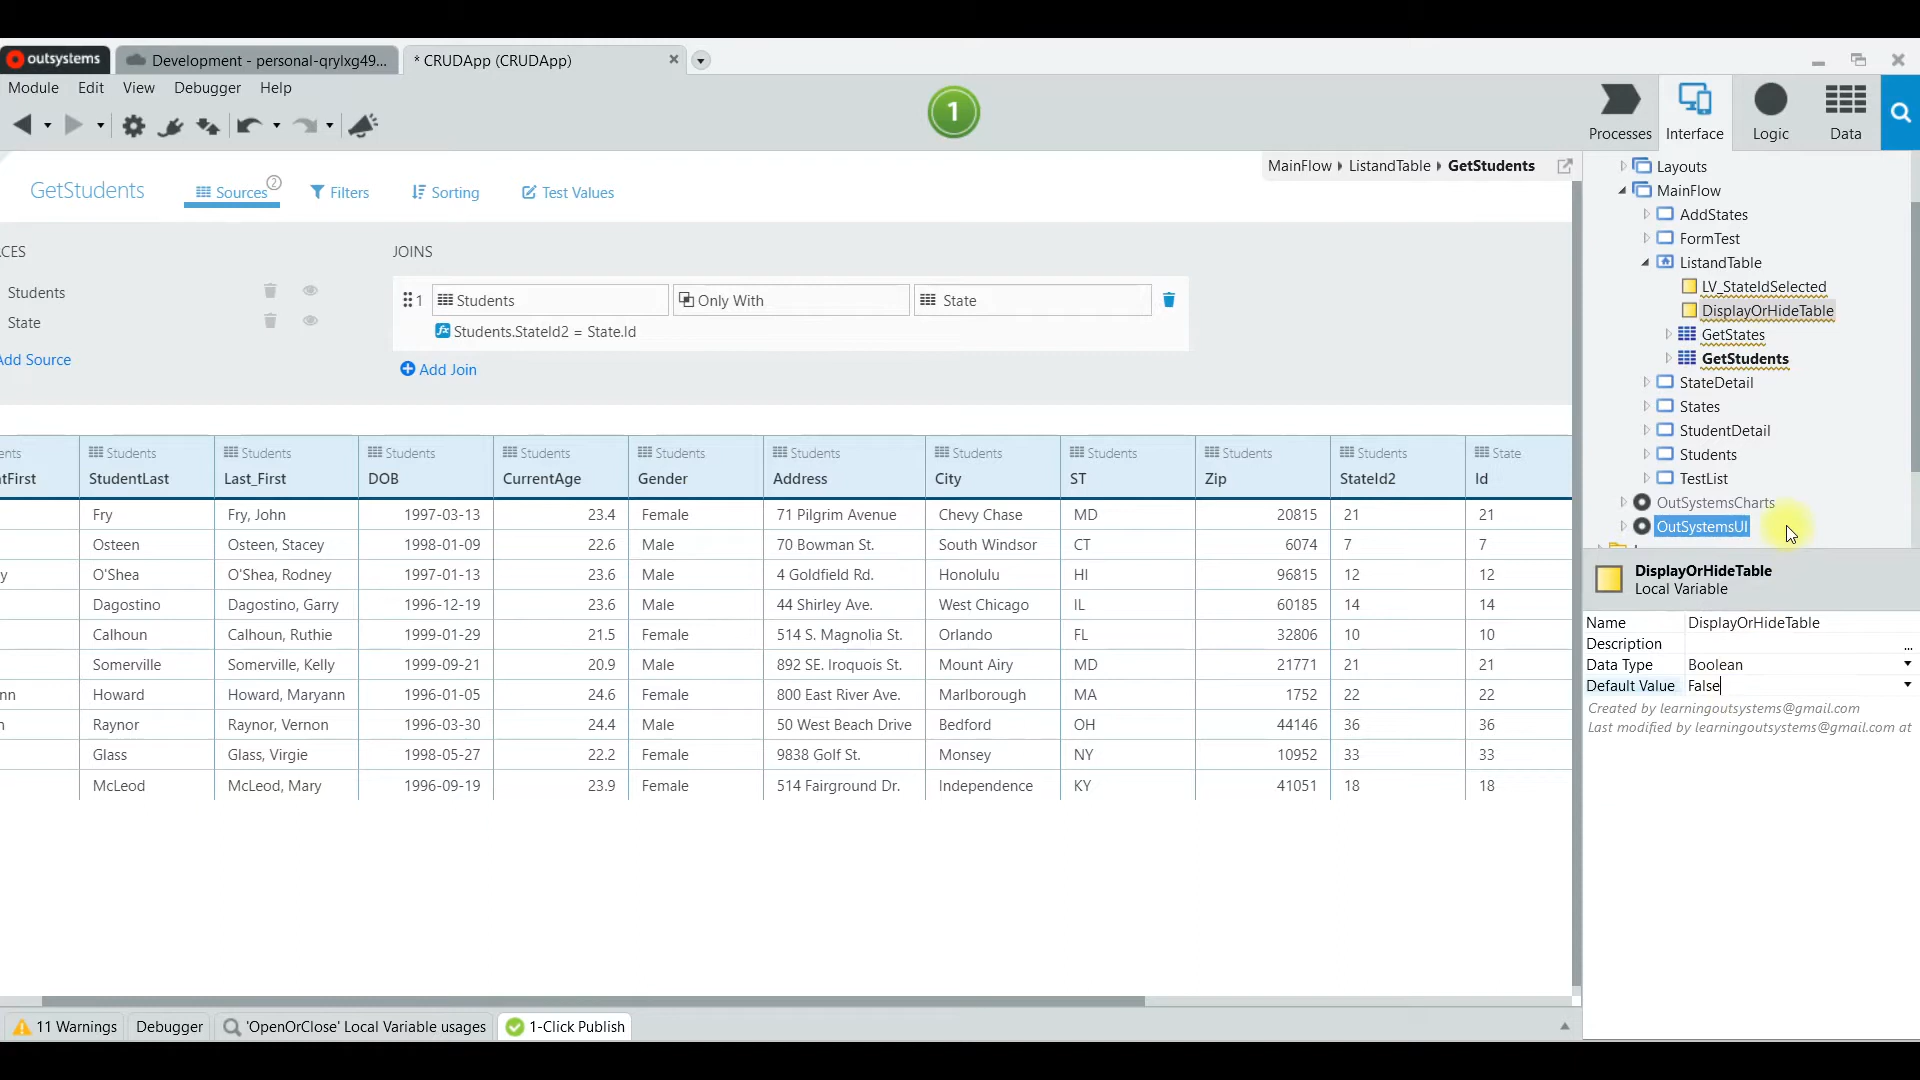 outsystems
Development - personal-qrylxg49...
* CRUDApp (CRUDApp)
Module Edit View Debugger Help
1
Processes Interface Logic Data
GetStudents
Sources 2
Filters
Sorting
Test Values
MainFlow ListandTable GetStudents
CES
Students
State
Add Source
JOINS
1 Students Only With State
Students.StateId2 = State.Id
Add Join
ents Students Students Students Students Students Students Students Students Students Students State
tFirst StudentLast Last_First DOB CurrentAge Gender Address City ST Zip StateId2 Id
Fry Fry, John 1997-03-13 23.4 Female 71 Pilgrim Avenue Chevy Chase MD 20815 21 21
Osteen Osteen, Stacey 1998-01-09 22.6 Male 70 Bowman St. South Windsor CT 6074 7 7
y O'Shea O'Shea, Rodney 1997-01-13 23.6 Male 4 Goldfield Rd. Honolulu HI 96815 12 12
Dagostino Dagostino, Garry 1996-12-19 23.6 Male 44 Shirley Ave. West Chicago IL 60185 14 14
Calhoun Calhoun, Ruthie 1999-01-29 21.5 Female 514 S. Magnolia St. Orlando FL 32806 10 10
Somerville Somerville, Kelly 1999-09-21 20.9 Male 892 SE. Iroquois St. Mount Airy MD 21771 21 21
nn Howard Howard, Maryann 1996-01-05 24.6 Female 800 East River Ave. Marlborough MA 1752 22 22
n Raynor Raynor, Vernon 1996-03-30 24.4 Male 50 West Beach Drive Bedford OH 44146 36 36
Glass Glass, Virgie 1998-05-27 22.2 Female 9838 Golf St. Monsey NY 10952 33 33
McLeod McLeod, Mary 1996-09-19 23.9 Female 514 Fairground Dr. Independence KY 41051 18 18
Layouts
MainFlow
AddStates
FormTest
ListandTable
LV_StateIdSelected
DisplayOrHideTable
GetStates
GetStudents
StateDetail
States
StudentDetail
Students
TestList
OutSystemsCharts
OutSystemsUI
DisplayOrHideTable
Local Variable
Name DisplayOrHideTable
Description ...
Data Type Boolean
Default Value False
Created by learningoutsystems@gmail.com
Last modified by learningoutsystems@gmail.com at
11 Warnings Debugger 'OpenOrClose' Local Variable usages 1-Click Publish